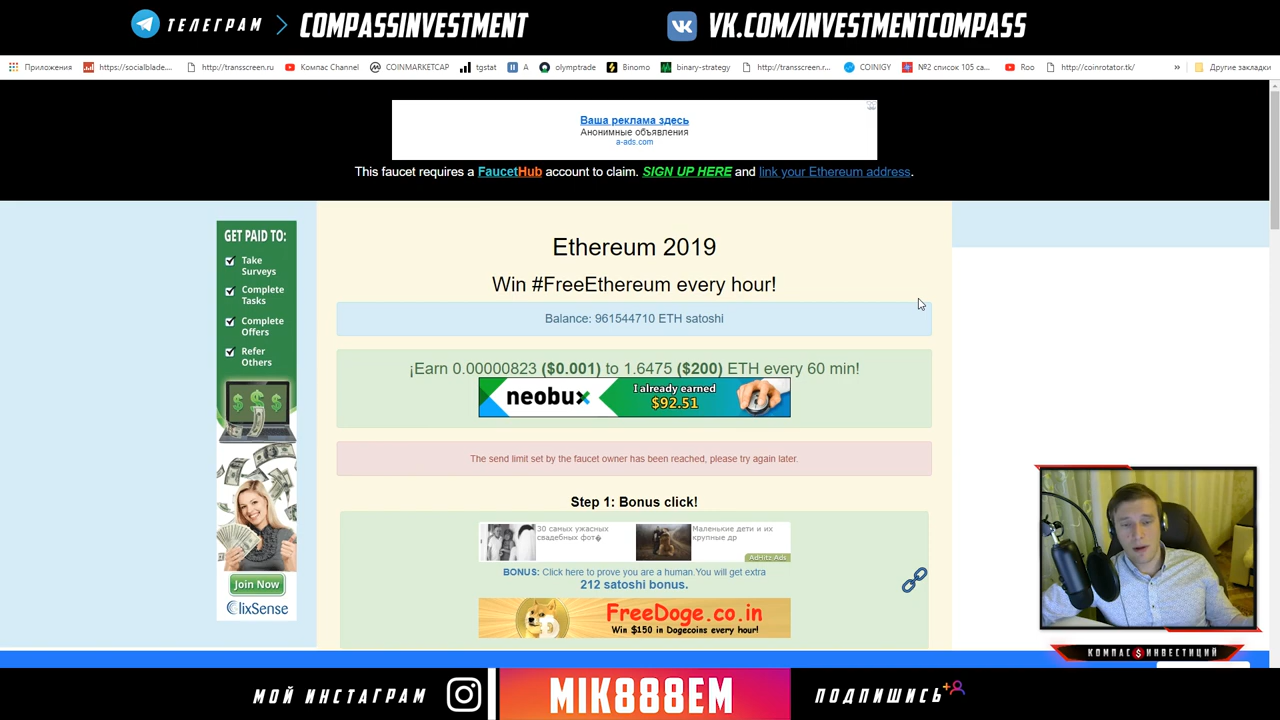 ТЕЛЕГРАМ COMPASSINVESTMENT VK.COM/INVESTMENTCOMPASS
Приложения https://socialblade.... http://transscreen.ru Компас Channel COINMARKETCAP tgstat A olymptrade Binomo binary-strategy http://transscreen.r... COINIGY №2 список 105 са... Roo http://coinrotator.tk/ » Другие закладки
Ваша реклама здесь
Анонимные объявления
a-ads.com
This faucet requires a FaucetHub account to claim. SIGN UP HERE and link your Ethereum address.
GET PAID TO:
Take Surveys
Complete Tasks
Complete Offers
Refer Others
Join Now
ClixSense
Ethereum 2019
Win #FreeEthereum every hour!
Balance: 961544710 ETH satoshi
¡Earn 0.00000823 ($0.001) to 1.6475 ($200) ETH every 60 min!
neobux I already earned $92.51
The send limit set by the faucet owner has been reached, please try again later.
Step 1: Bonus click!
30 самых ужасных свадебных фот�
Маленькие дети и их крупные др
AdHitz Ads
BONUS: Click here to prove you are a human.You will get extra
212 satoshi bonus.
FreeDoge.co.in
Win $150 in Dogecoins every hour!
КОМПАС $ ИНВЕСТИЦИЙ
МОЙ ИНСТАГРАМ MIK888EM ПОДПИШИСЬ